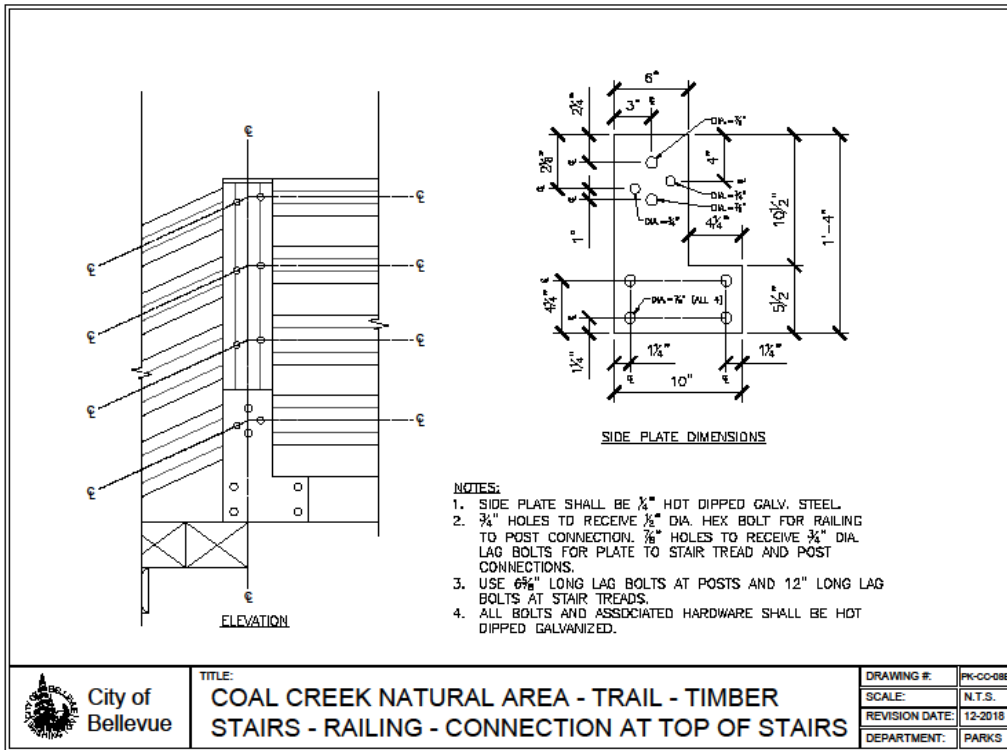 6"
3"
℄
2¼"
DIA.=⅞"
2⅛"
4"
℄
℄
℄
℄
DIA.=¾"
DIA.=⅞"
DIA.=¾"
4¼"
1"
10½"
1'-4"
℄
4¼"
DIA.=⅞" (ALL 4)
5½"
℄
1¼"
1¼"
1¼"
℄
℄
10"
SIDE PLATE DIMENSIONS
℄
℄
℄
℄
℄
℄
℄
℄
℄
℄
ELEVATION
NOTES:
1. SIDE PLATE SHALL BE ¼" HOT DIPPED GALV. STEEL.
2. ¾" HOLES TO RECEIVE ½" DIA. HEX BOLT FOR RAILING
TO POST CONNECTION. ⅞" HOLES TO RECEIVE ¾" DIA.
LAG BOLTS FOR PLATE TO STAIR TREAD AND POST
CONNECTIONS.
3. USE LONG LAG BOLTS AT POSTS AND 12" LONG LAG
BOLTS AT STAIR TREADS.
4. ALL BOLTS AND ASSOCIATED HARDWARE SHALL BE HOT
DIPPED GALVANIZED.
City of
Bellevue
TITLE:
COAL CREEK NATURAL AREA - TRAIL - TIMBER
STAIRS - RAILING - CONNECTION AT TOP OF STAIRS
DRAWING #: PK-CC-08E
SCALE: N.T.S.
REVISION DATE: 12-2018
DEPARTMENT: PARKS